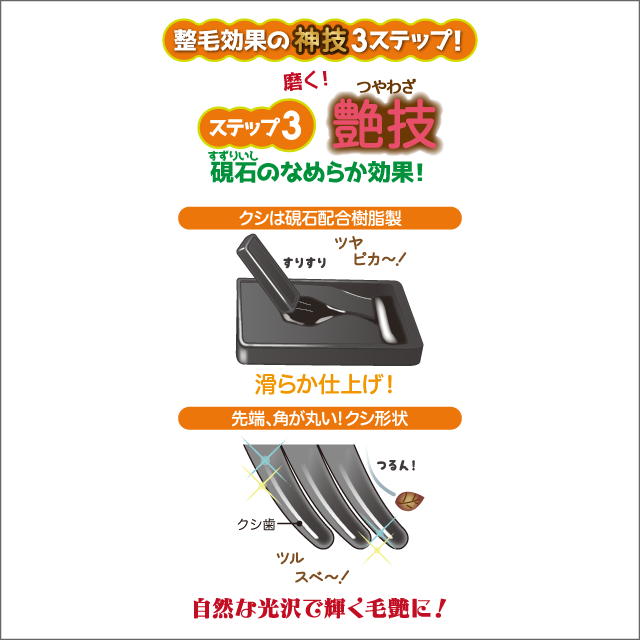 整毛効果の神技3ステップ!
磨く!
つやわざ
ステップ3 艶技
すずりいし
硯石のなめらか効果!
クシは硯石配合樹脂製
ツヤ
ピカ〜!
すりすり
滑らか仕上げ!
先端、角が丸い!クシ形状
つるん!
クシ歯
ツル
スベ〜!
自然な光沢で輝く毛艶に!